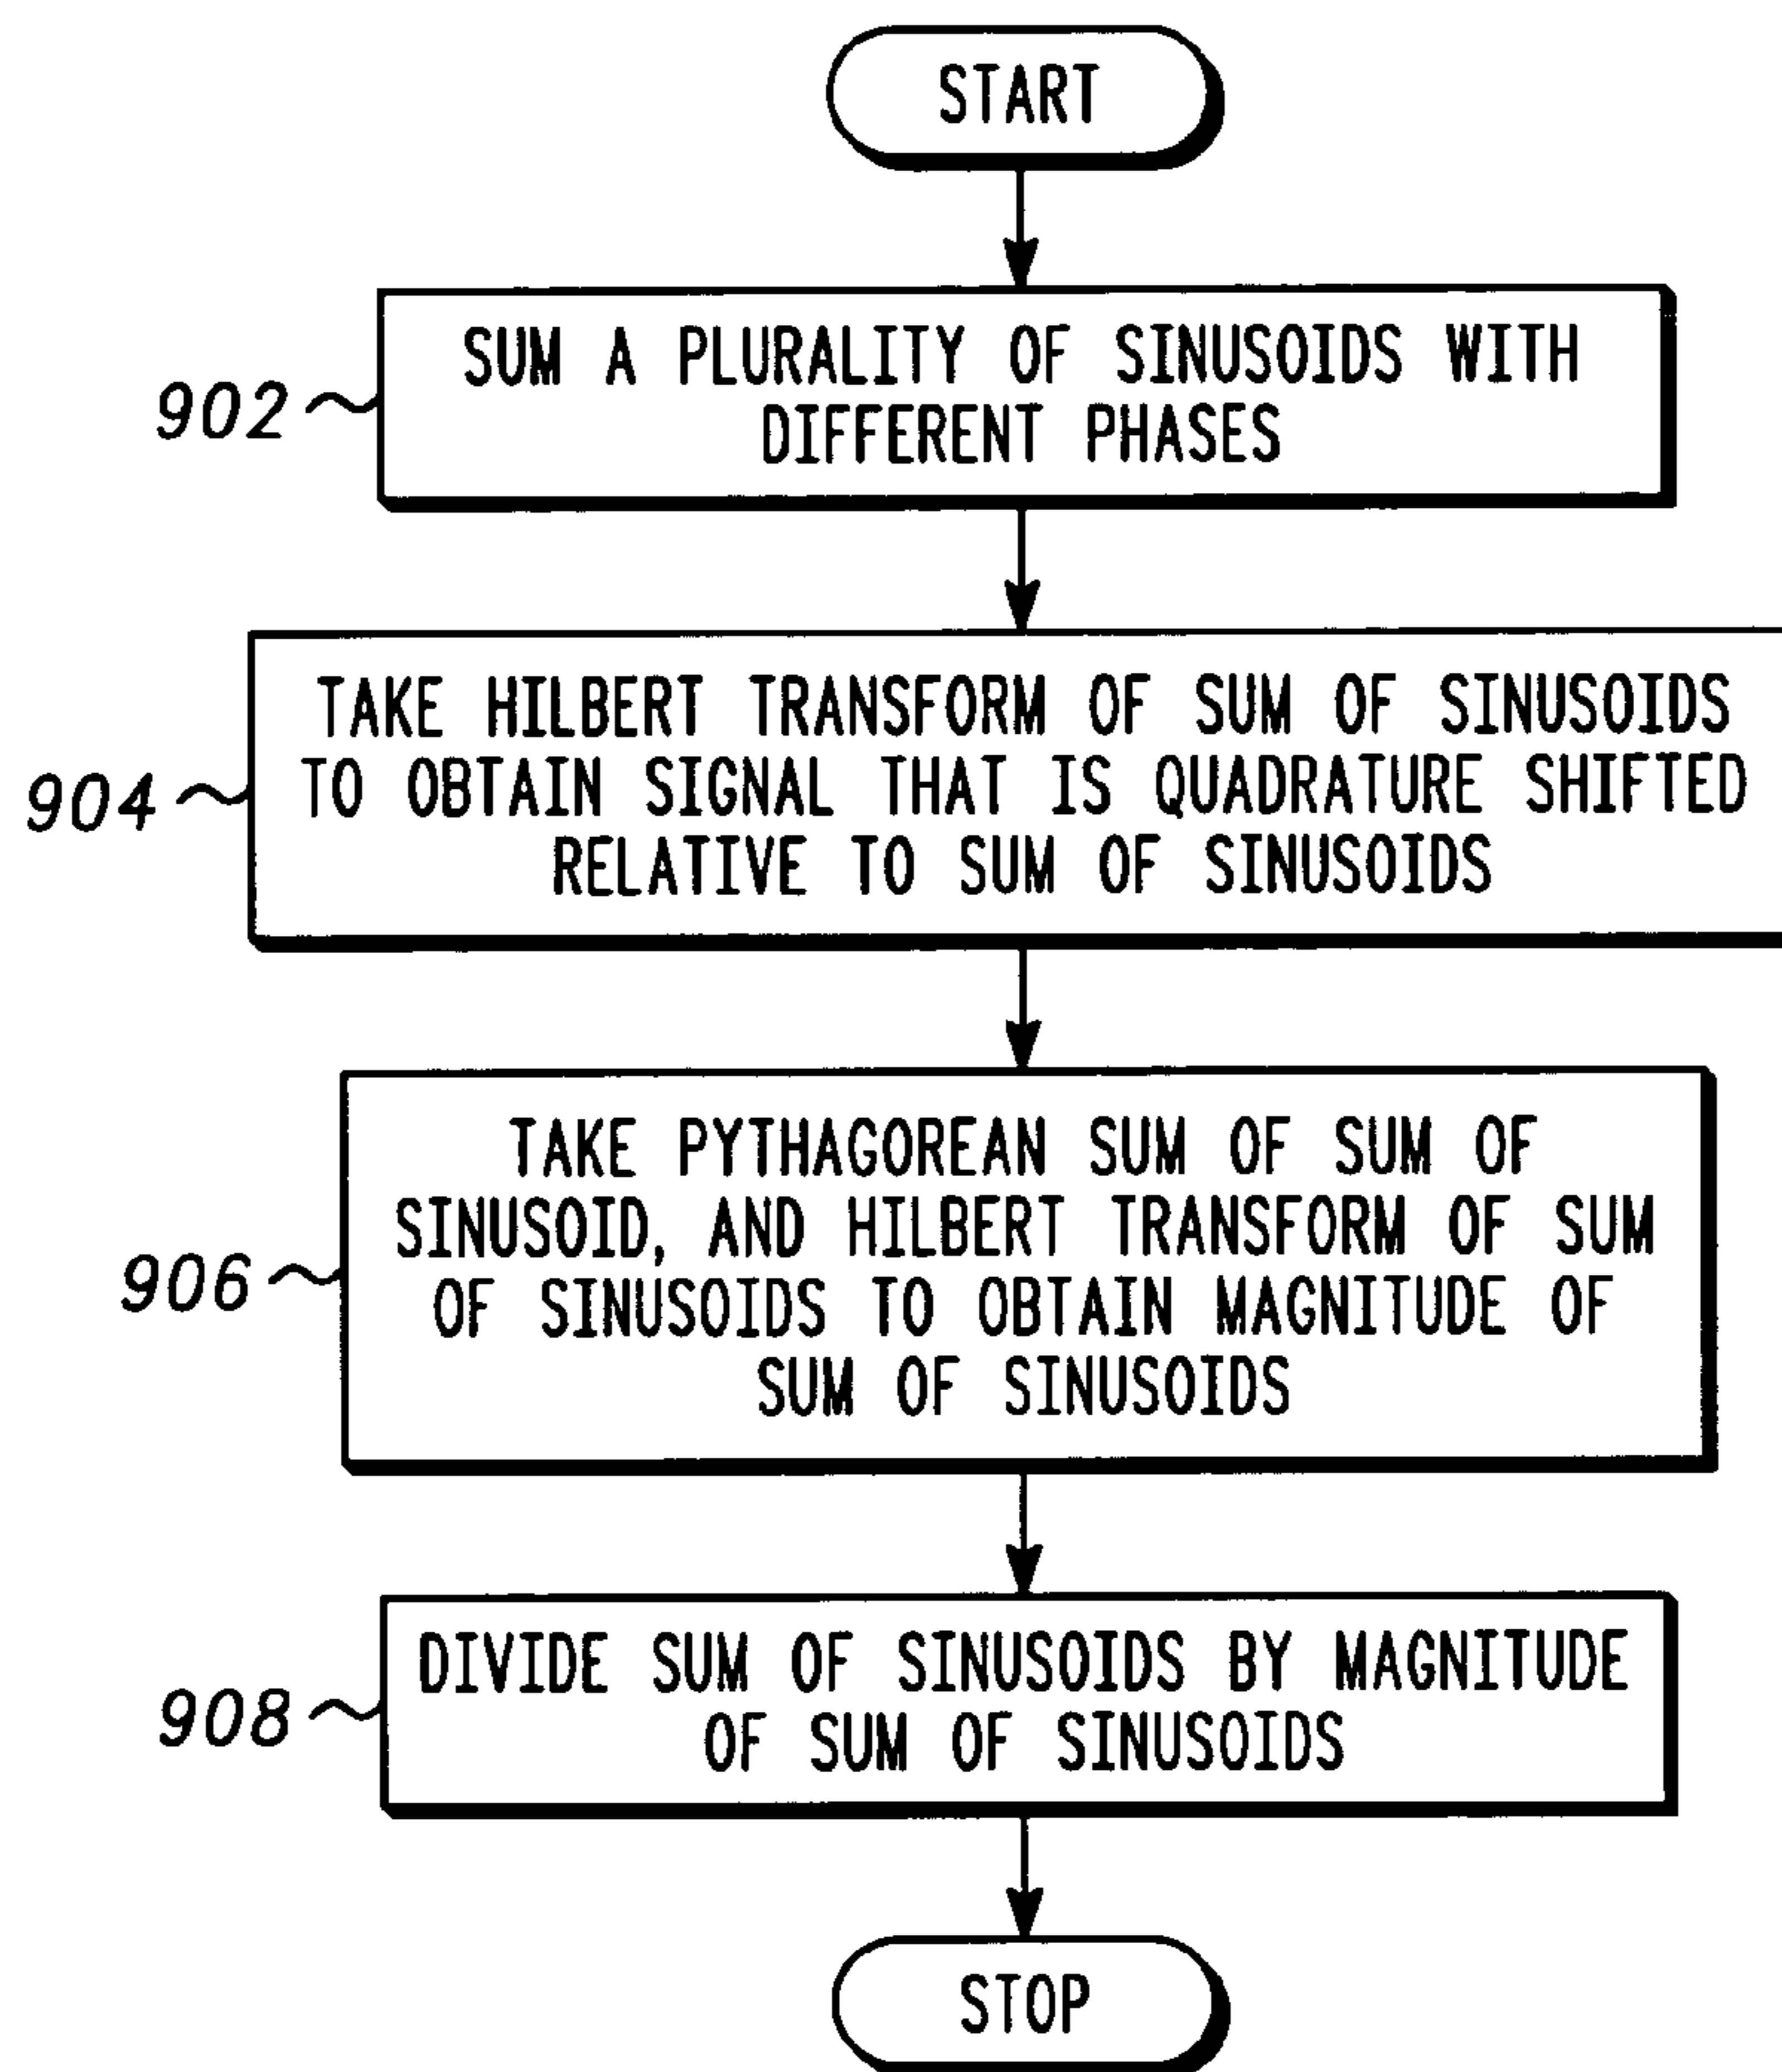 START
SUM A PLURALITY OF SINUSOIDS WITH
DIFFERENT PHASES
902
TAKE HILBERT TRANSFORM OF SUM OF SINUSOIDS
TO OBTAIN SIGNAL THAT IS QUADRATURE SHIFTED
RELATIVE TO SUM OF SINUSOIDS
904
TAKE PYTHAGOREAN SUM OF SUM OF
SINUSOID, AND HILBERT TRANSFORM OF SUM
OF SINUSOIDS TO OBTAIN MAGNITUDE OF
SUM OF SINUSOIDS
906
DIVIDE SUM OF SINUSOIDS BY MAGNITUDE
OF SUM OF SINUSOIDS
908
STOP